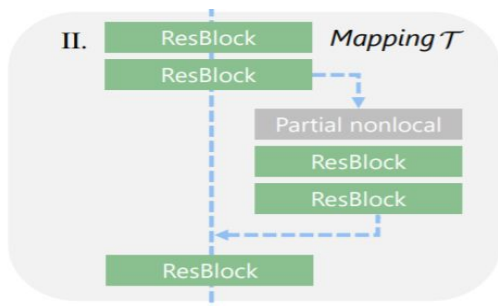 II.
ResBlock
Mapping T
ResBlock
Partial nonlocal
ResBlock
ResBlock
ResBlock